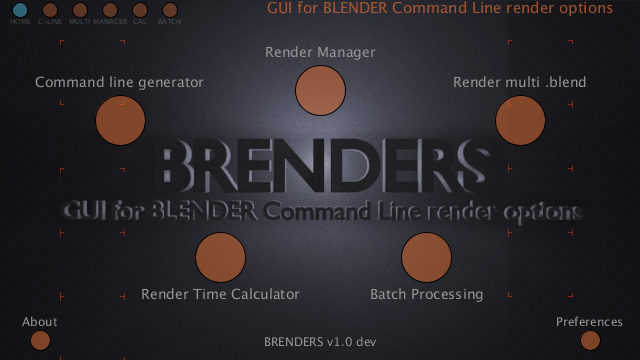 GUI for BLENDER Command Line render options
HOME C-LINE MULTI MANAGER CAL BATCH
Render Manager
Command line generator
Render multi .blend
BRENDERS
GUI for BLENDER Command Line render options
Render Time Calculator
Batch Processing
About
Preferences
BRENDERS v1.0 dev